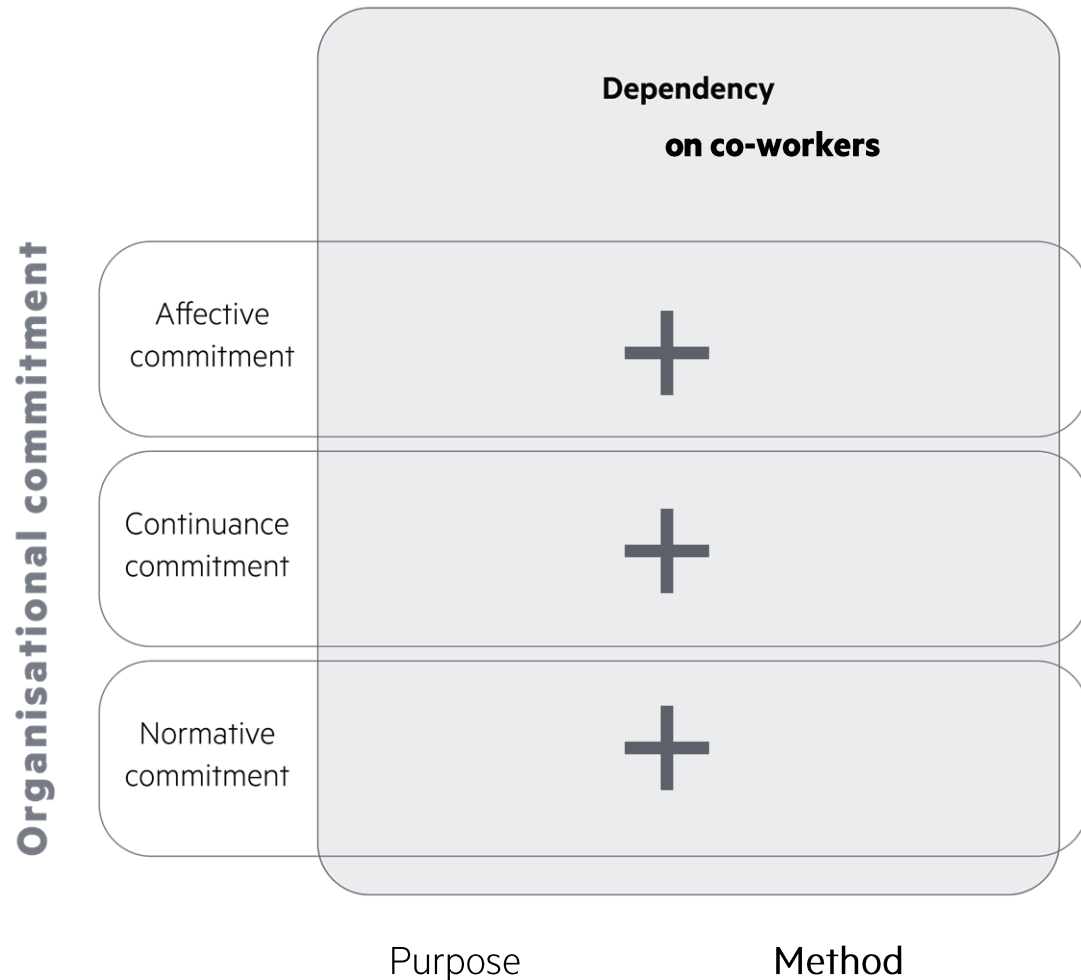 Dependency
on co-workers
Organisational commitment
Affective
commitment
Continuance
commitment
Normative
commitment
Purpose
Method